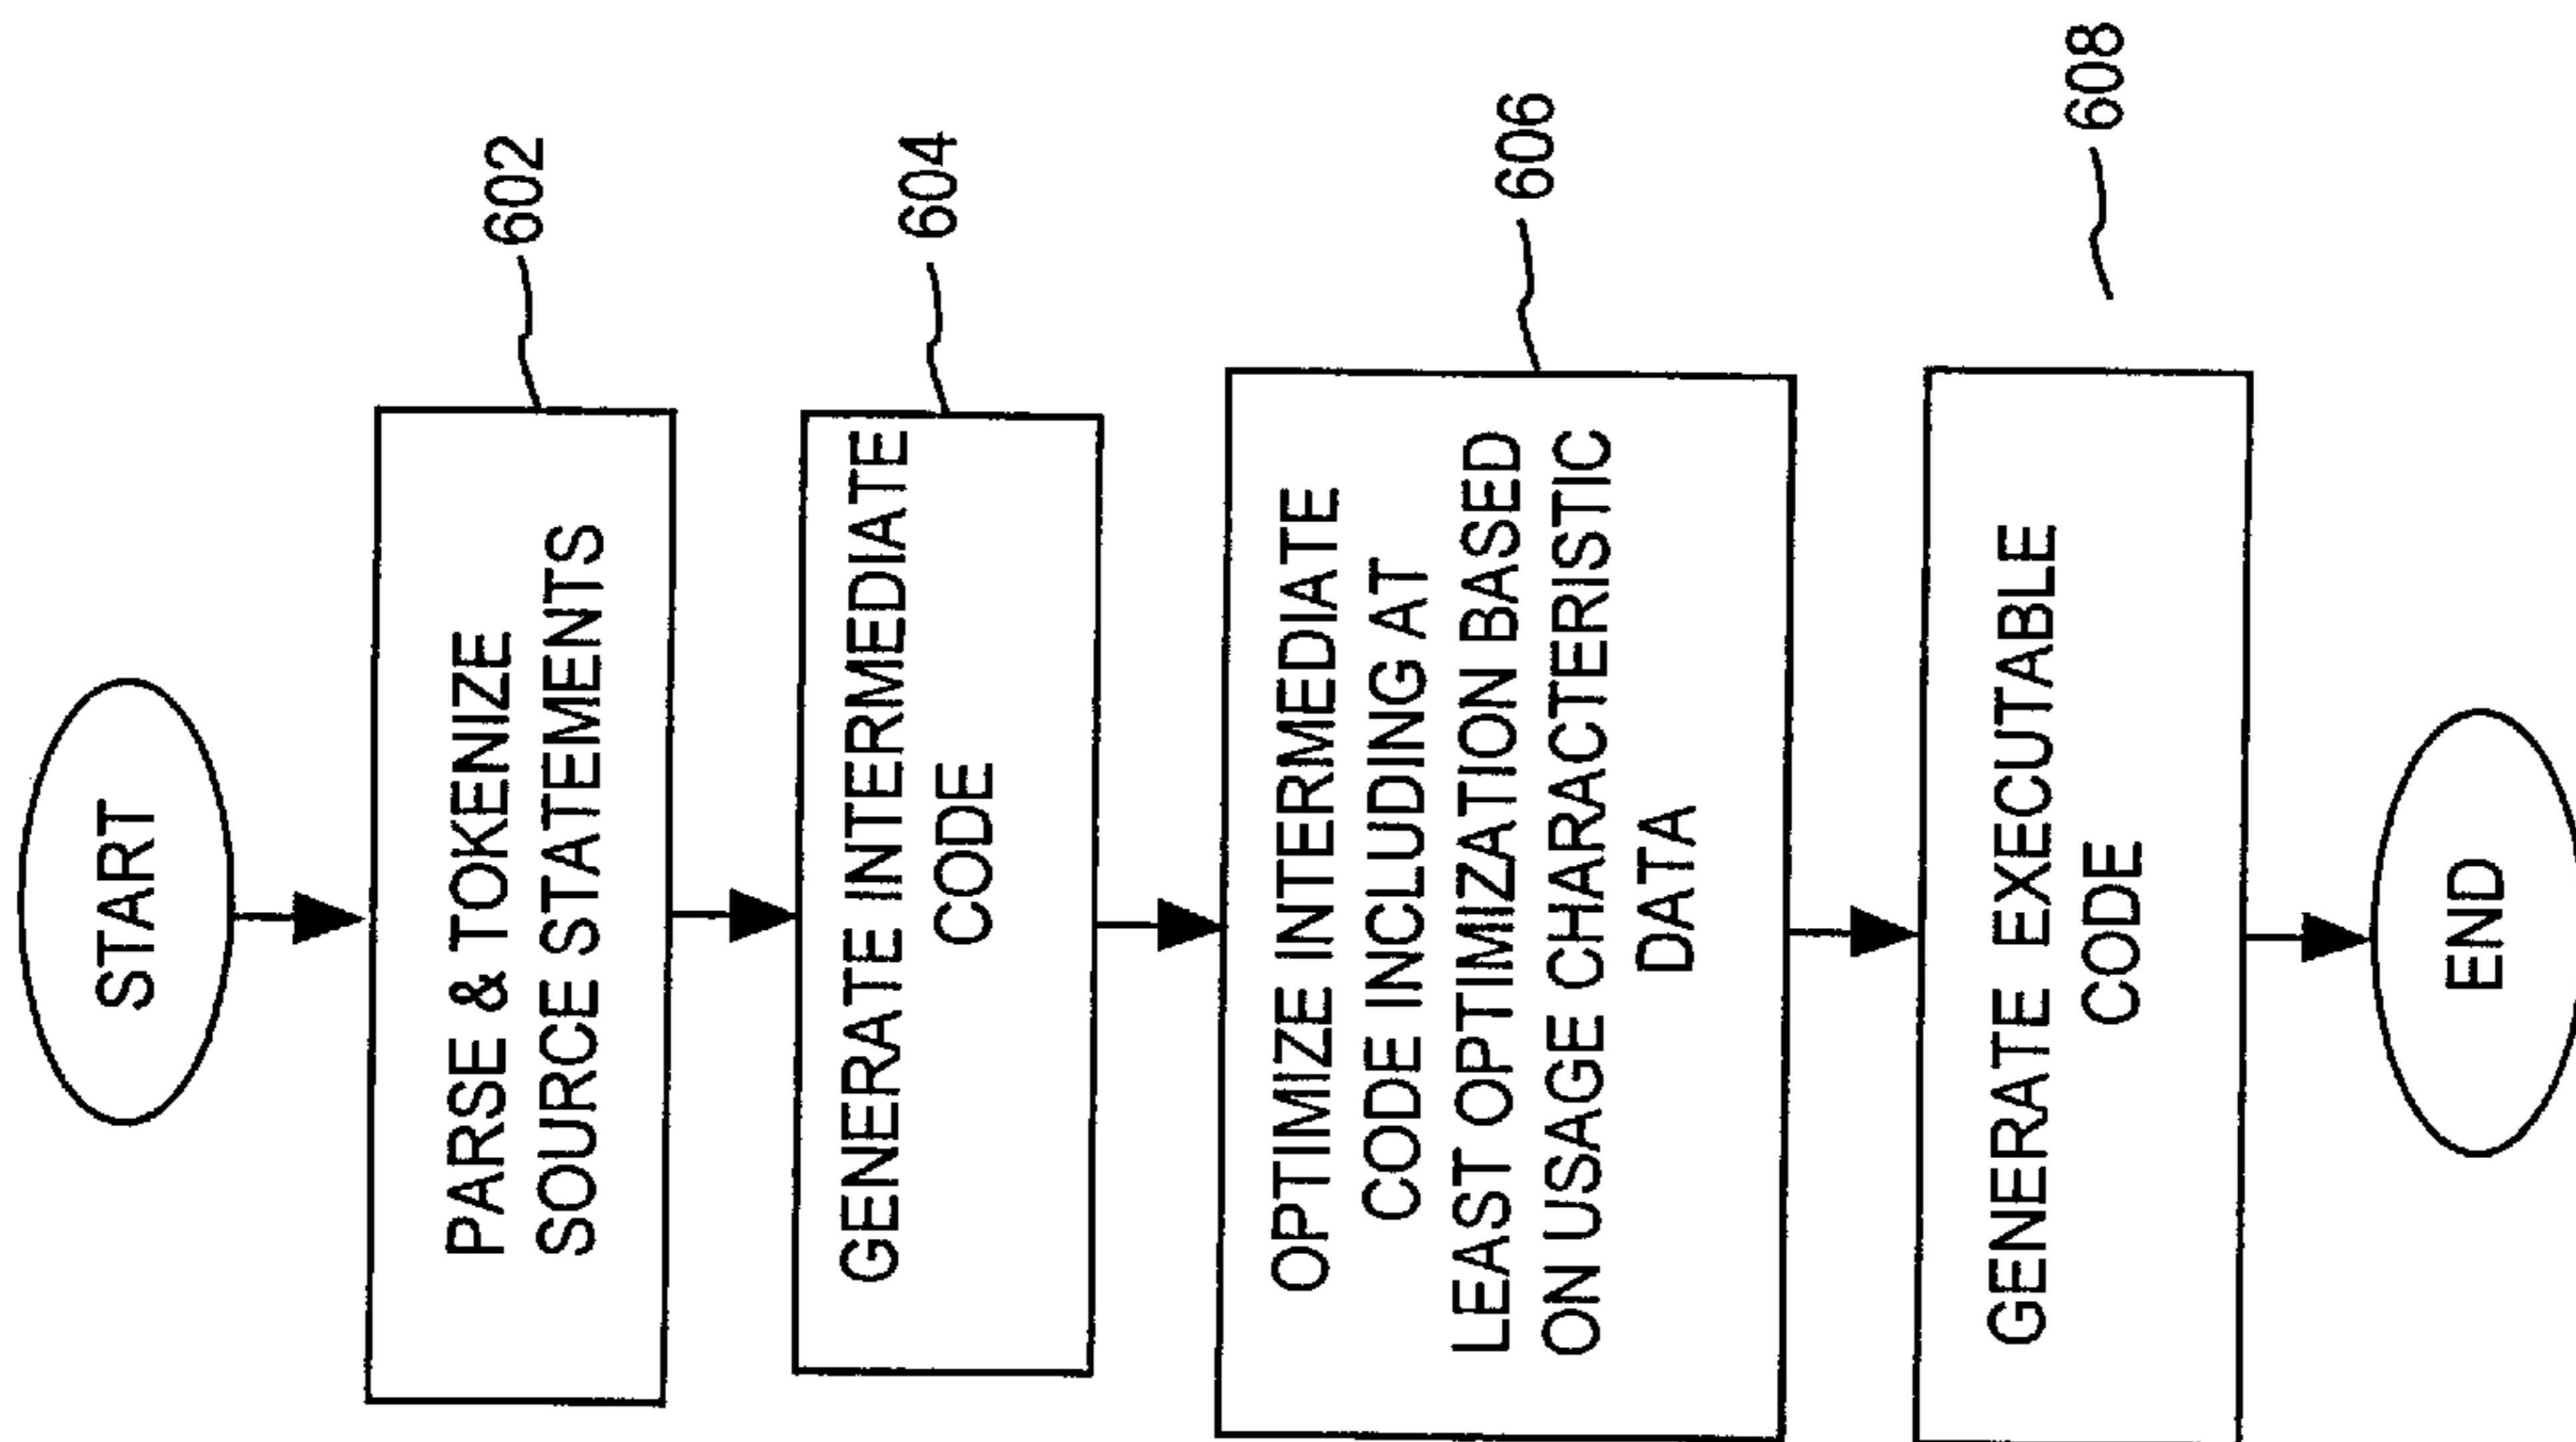 START
PARSE & TOKENIZE
SOURCE STATEMENTS
602
GENERATE INTERMEDIATE
CODE
604
OPTIMIZE INTERMEDIATE
CODE INCLUDING AT
LEAST OPTIMIZATION BASED
ON USAGE CHARACTERISTIC
DATA
606
GENERATE EXECUTABLE
CODE
608
END